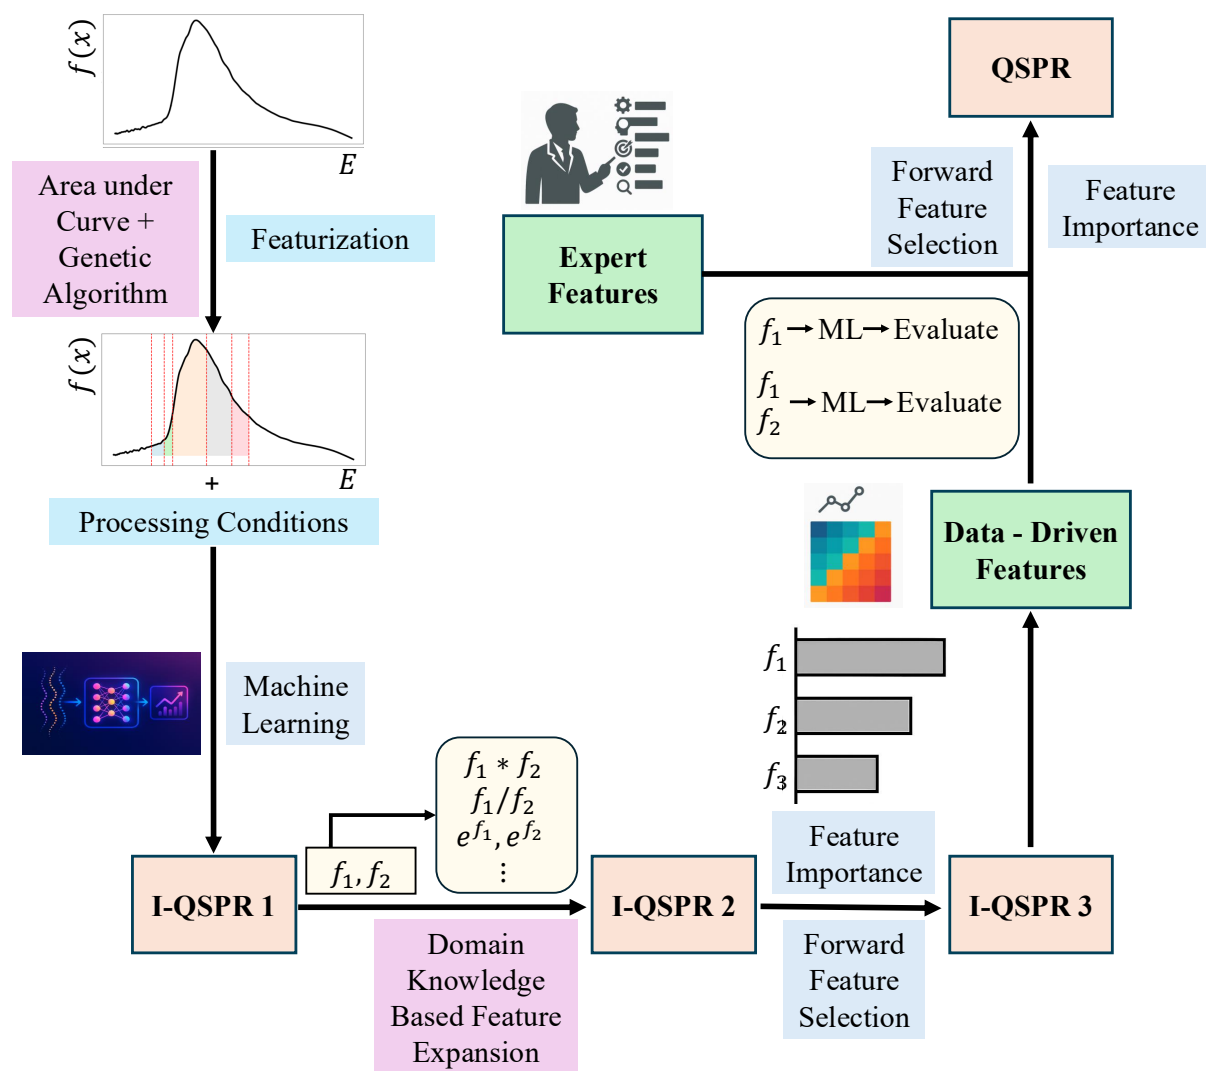 f(x)
E
Area under
Curve +
Genetic
Algorithm
Featurization
f(x)
E
+
Processing Conditions
Machine
Learning
I-QSPR 1
f₁, f₂
f₁ * f₂
f₁/f₂
e^{f₁}, e^{f₂}
⋮
Domain
Knowledge
Based Feature
Expansion
I-QSPR 2
f₁
f₂
f₃
Feature
Importance
Forward
Feature
Selection
I-QSPR 3
Data - Driven
Features
Expert
Features
f₁ → ML → Evaluate
f₁
f₂ → ML → Evaluate
Forward
Feature
Selection
Feature
Importance
QSPR